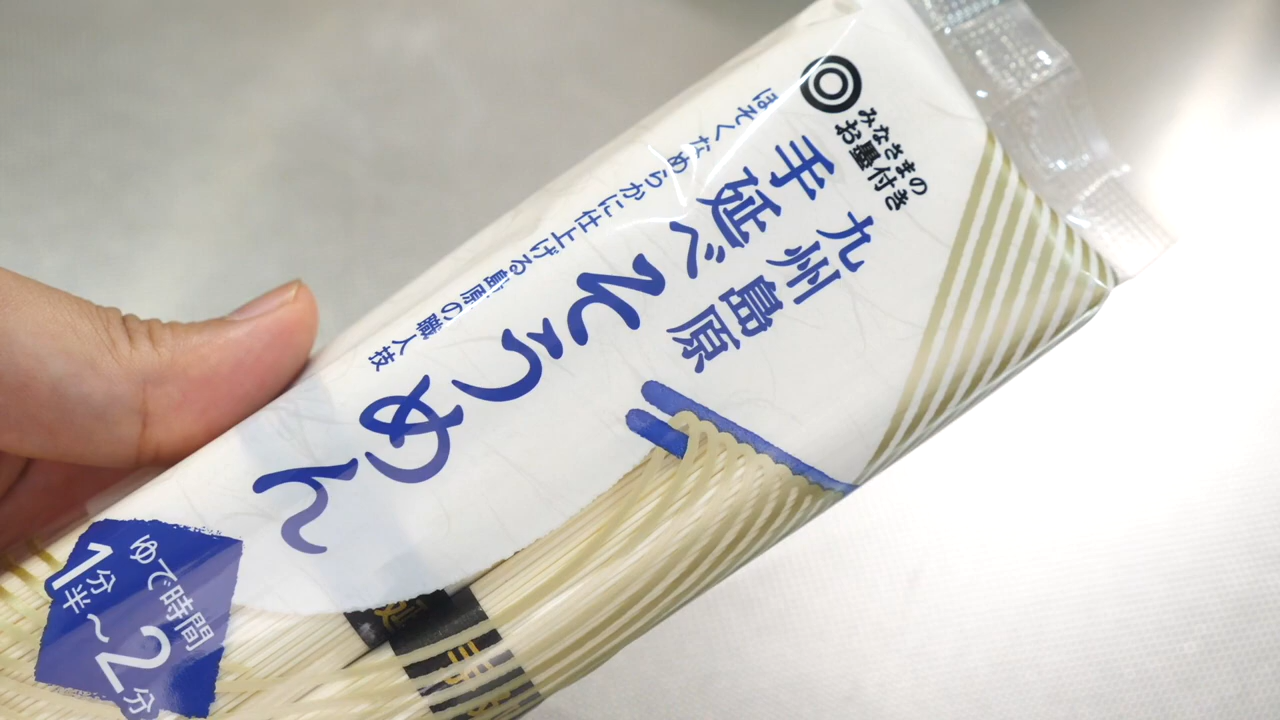 みなさまの
お墨付き
九州島原
手延べ
そうめん
ほそくなめらかに仕上げる島原の職人技
ゆで時間
1分半～2分
延